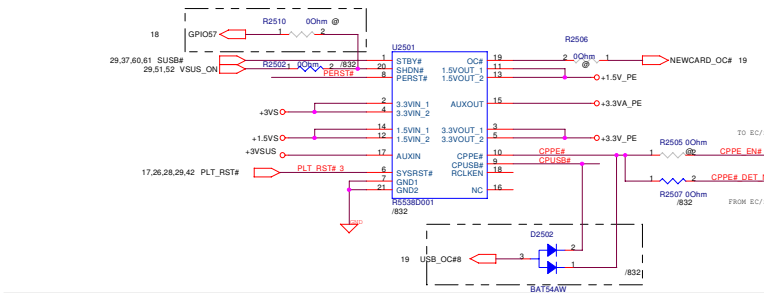 R2510 0Ohm @
18 GPIO57 1 2
U2501
R2506
29,37,60,61 SUSB# 1 STBY# OC# 19 2 0Ohm 1 NEWCARD_OC# 19
@
29,51,52 VSUS_ON R2502 0Ohm /832 20 SHDN# 1.5VOUT_1 11
PERST# 8 PERST# 1.5VOUT_2 13 +1.5V_PE
+3VS 2 3.3VIN_1 AUXOUT 15 +3.3VA_PE
4 3.3VIN_2
+1.5VS 14 1.5VIN_1 3.3VOUT_1 3
12 1.5VIN_2 3.3VOUT_2 5 +3.3V_PE
TO EC/
R2505 0Ohm
+3VSUS 17 AUXIN CPPE# 10 CPPE# 1 @ 2 CPPE_EN#
CPUSB# 9 CPUSB#
17,26,28,29,42 PLT_RST# PLT_RST# 3 6 SYSRST# RCLKEN 18
7 GND1 1 2 CPPE#_DET_
21 GND2 NC 16
R2507 0Ohm
R5538D001 /832 FROM EC/
/832
GND
D2502
2
19 USB_OC#8 3
1
/832
BAT54AW